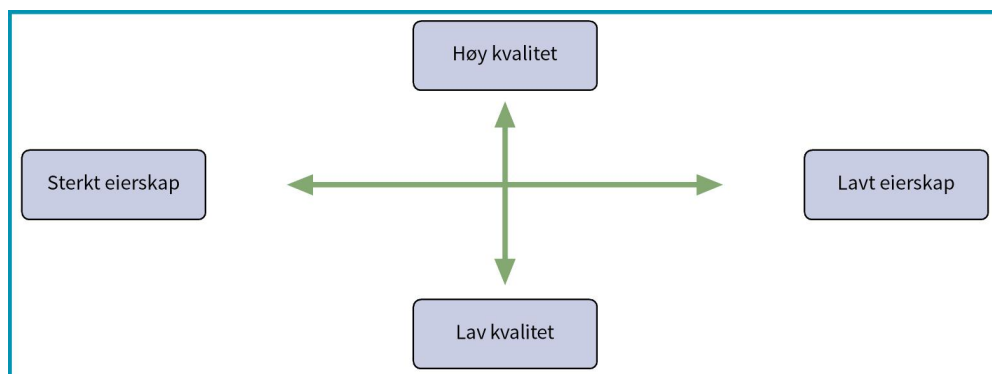 Høy kvalitet
Sterkt eierskap
Lavt eierskap
Lav kvalitet